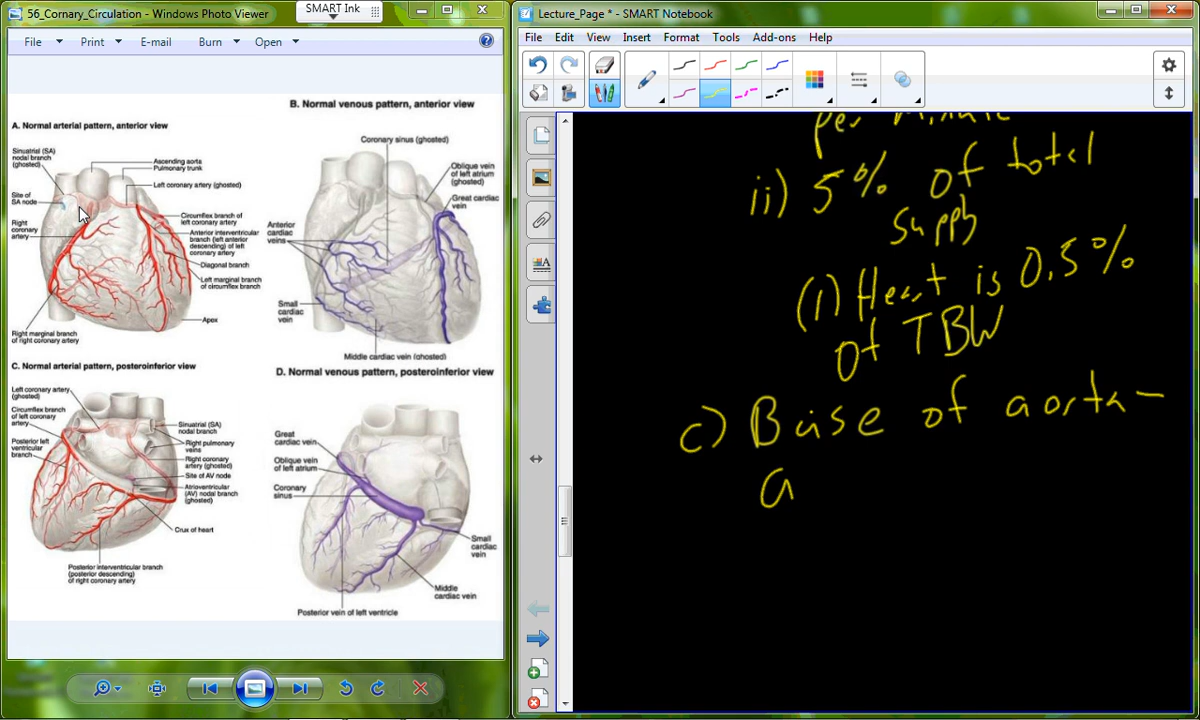 56_Cornary_Circulation - Windows Photo Viewer
SMART Ink
File Print E-mail Burn Open
A. Normal arterial pattern, anterior view
Sinuatrial (SA)
nodal branch
(ghosted)
Ascending aorta
Pulmonary trunk
Left coronary artery (ghosted)
Site of
SA node
Right
coronary
artery
Circumflex branch of
left coronary artery
Anterior interventricular
branch (left anterior
descending) of left
coronary artery
Diagonal branch
Left marginal branch
of circumflex branch
Apex
Right marginal branch
of right coronary artery
B. Normal venous pattern, anterior view
Coronary sinus (ghosted)
Oblique vein
of left atrium
(ghosted)
Great cardiac
vein
Anterior
cardiac
veins
Small
cardiac
vein
Middle cardiac vein (ghosted)
C. Normal arterial pattern, posteroinferior view
Left coronary artery
(ghosted)
Circumflex branch
of left coronary
artery
Posterior left
ventricular
branch
Sinuatrial (SA)
nodal branch
Right pulmonary
veins
Right coronary
artery (ghosted)
Site of AV node
Atrioventricular
(AV) nodal branch
(ghosted)
Crux of heart
Posterior interventricular branch
(posterior descending)
of right coronary artery
D. Normal venous pattern, posteroinferior view
Great
cardiac vein
Oblique vein
of left atrium
Coronary
sinus
Small
cardiac
vein
Middle
cardiac vein
Posterior vein of left ventricle
Lecture_Page * - SMART Notebook
File Edit View Insert Format Tools Add-ons Help
per minute
ii) 5% of total
supply
(1) Heart is 0.5%
of TBW
c) Base of aorta -
a